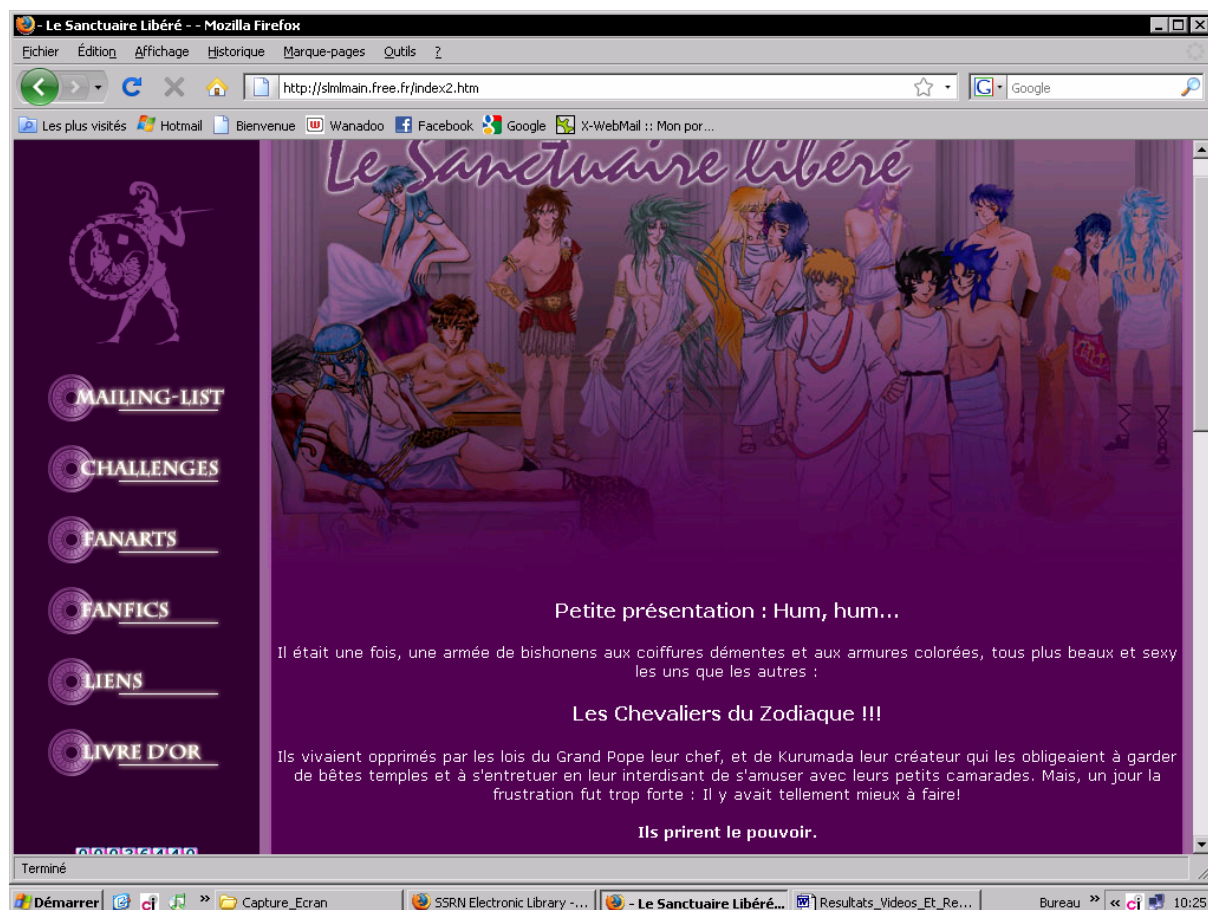 - Le Sanctuaire Libéré - - Mozilla Firefox
Fichier Édition Affichage Historique Marque-pages Outils ?
http://slmlmain.free.fr/index2.htm
G
Google
Les plus visités Hotmail Bienvenue Wanadoo Facebook Google X-WebMail :: Mon por...
Le Sanctuaire libéré
MAILING-LIST
CHALLENGES
FANARTS
FANFICS
LIENS
LIVRE D'OR
Petite présentation : Hum, hum...
Il était une fois, une armée de bishonens aux coiffures démentes et aux armures colorées, tous plus beaux et sexy
les uns que les autres :
Les Chevaliers du Zodiaque !!!
Ils vivaient opprimés par les lois du Grand Pope leur chef, et de Kurumada leur créateur qui les obligeaient à garder
de bêtes temples et à s'entretuer en leur interdisant de s'amuser avec leurs petits camarades. Mais, un jour la
frustration fut trop forte : Il y avait tellement mieux à faire!
Ils prirent le pouvoir.
Terminé
Démarrer » Capture_Ecran SSRN Electronic Library -... - Le Sanctuaire Libéré... Resultats_Videos_Et_Re... Bureau » « 10:25